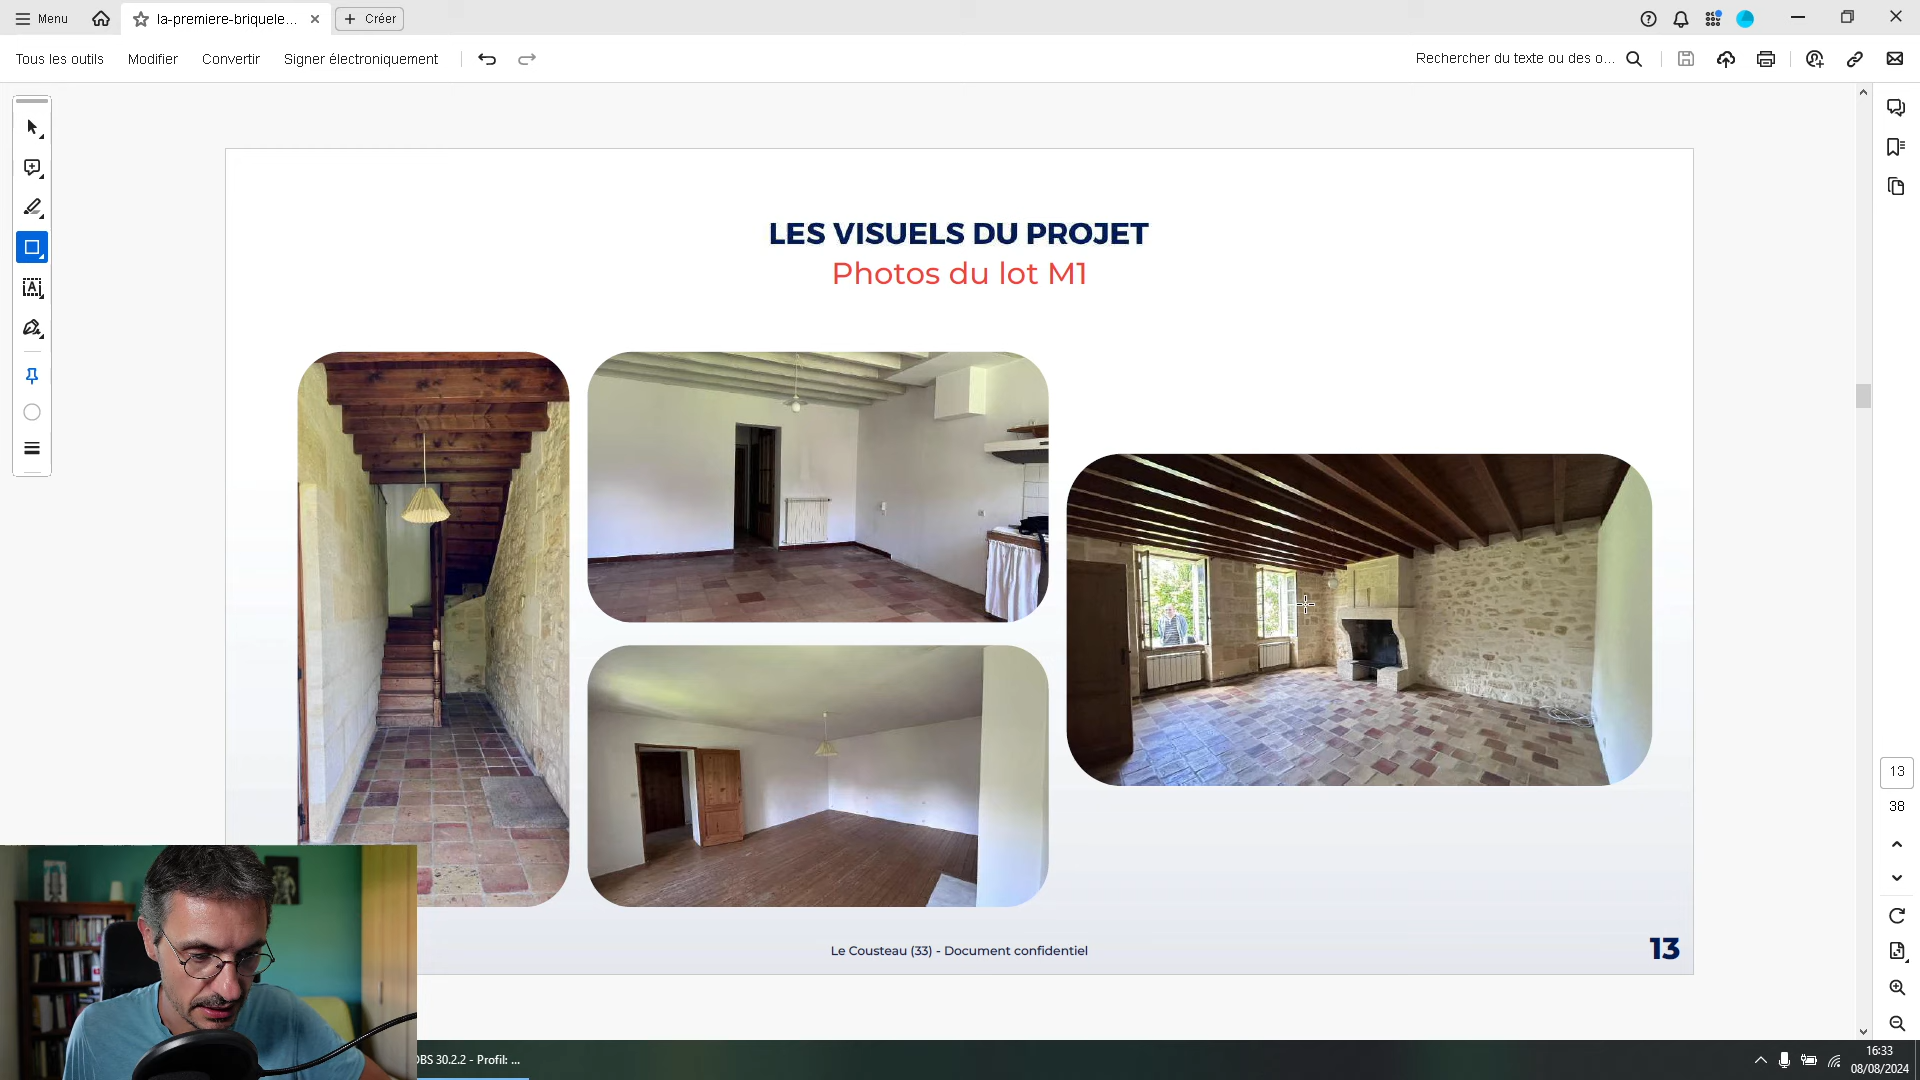 Menu
la-premiere-briquele...
Créer
Tous les outils
Modifier
Convertir
Signer électroniquement
Rechercher du texte ou des o...
LES VISUELS DU PROJET
Photos du lot M1
13
38
Le Cousteau (33) - Document confidentiel
13
OBS 30.2.2 - Profil: ...
16:33
08/08/2024